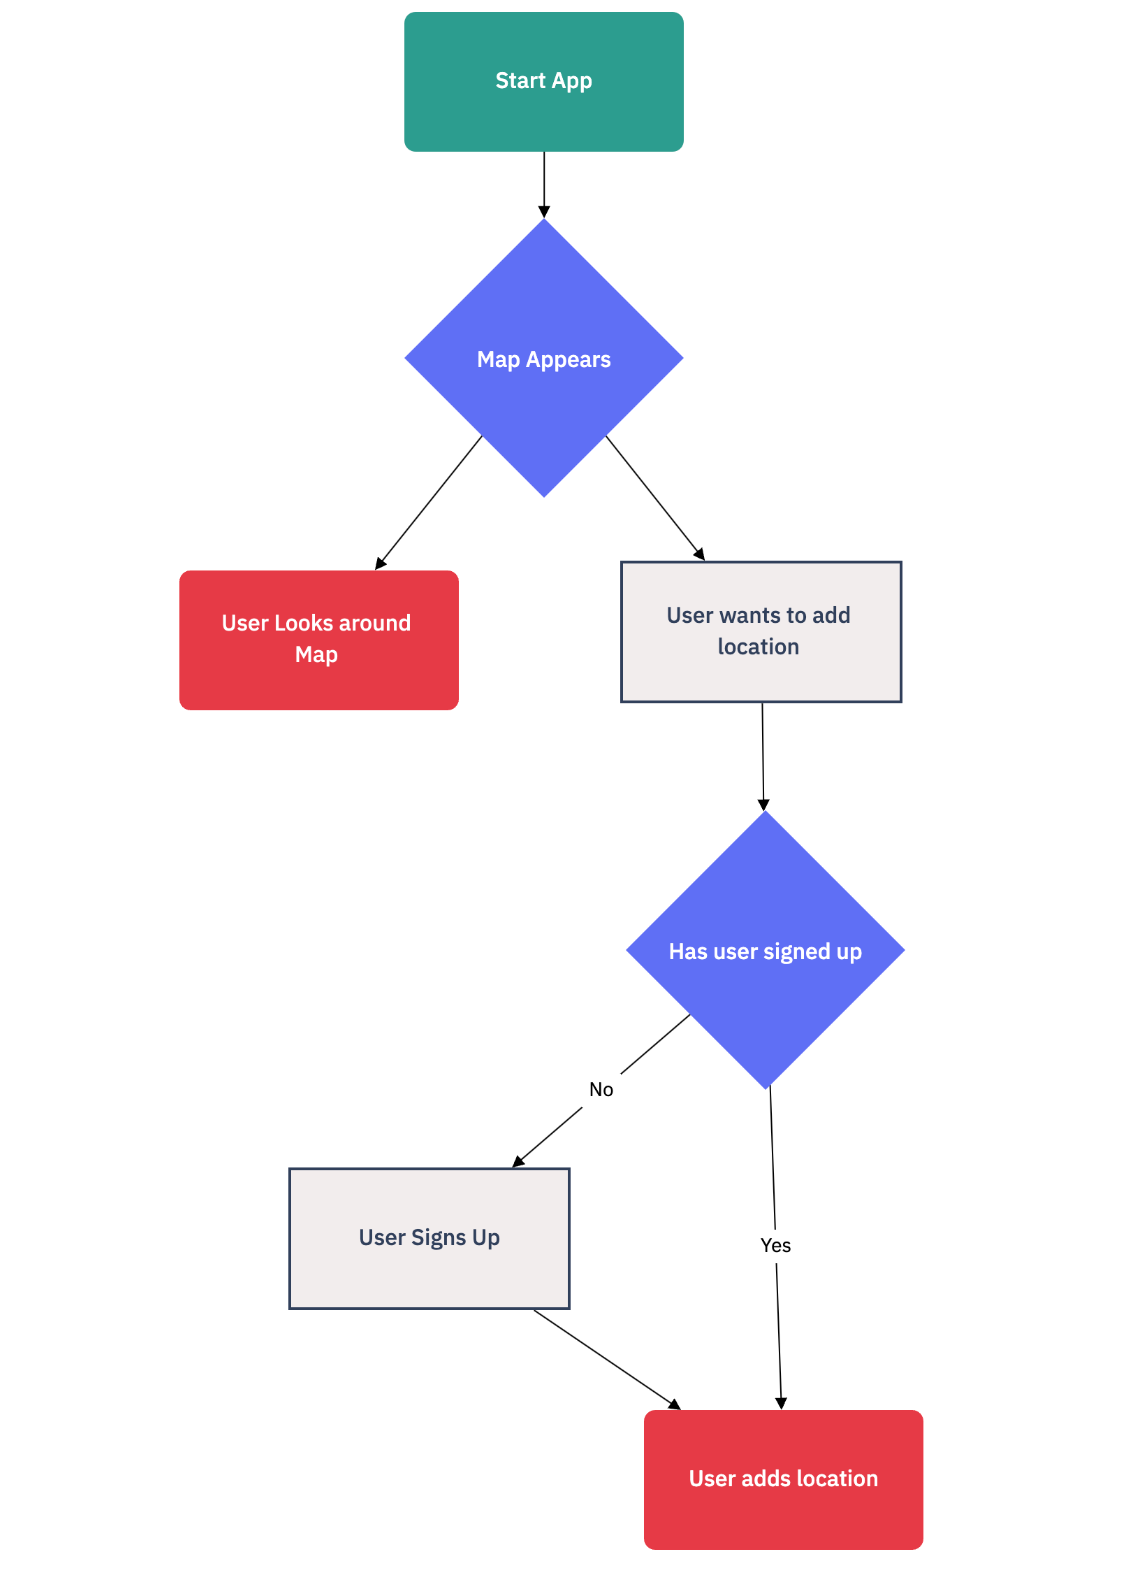 Start App
Map Appears
User Looks around
Map
User wants to add
location
Has user signed up
No
User Signs Up
Yes
User adds location